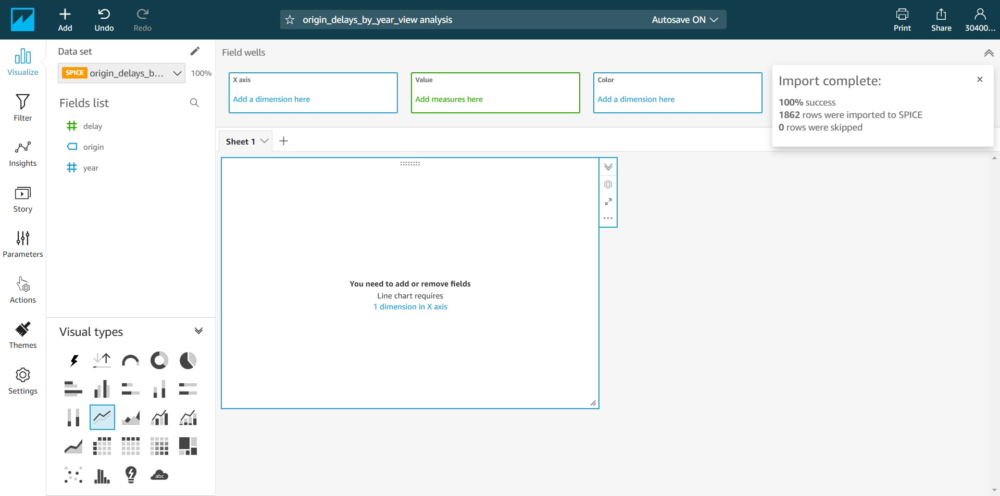 Add
Undo
Redo
origin_delays_by_year_view analysis
Autosave ON
Print
Share
30400...
Visualize
Filter
Insights
Story
Parameters
Actions
Themes
Settings
Data set
SPICE origin_delays_b... 100%
Fields list
delay
origin
year
Visual types
abc
Field wells
X axis
Add a dimension here
Value
Add measures here
Color
Add a dimension here
Import complete:
100% success
1862 rows were imported to SPICE
0 rows were skipped
Sheet 1
You need to add or remove fields
Line chart requires
1 dimension in X axis